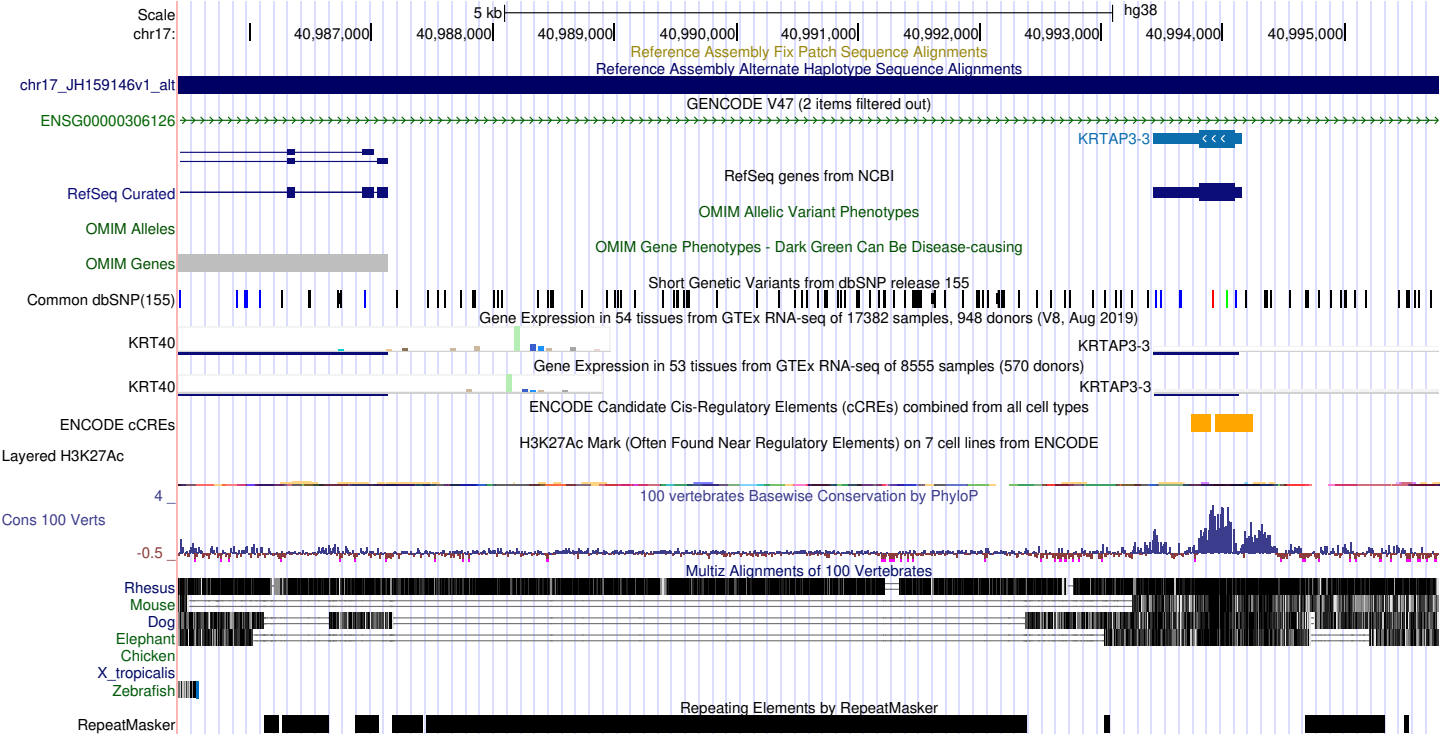 Scale 5 kb hg38
chr17: 40,987,000 40,988,000 40,989,000 40,990,000 40,991,000 40,992,000 40,993,000 40,994,000 40,995,000
Reference Assembly Fix Patch Sequence Alignments
Reference Assembly Alternate Haplotype Sequence Alignments
chr17_JH159146v1_alt
GENCODE V47 (2 items filtered out)
ENSG00000306126
KRTAP3-3
RefSeq genes from NCBI
RefSeq Curated
OMIM Allelic Variant Phenotypes
OMIM Alleles
OMIM Gene Phenotypes - Dark Green Can Be Disease-causing
OMIM Genes
Short Genetic Variants from dbSNP release 155
Common dbSNP(155)
Gene Expression in 54 tissues from GTEx RNA-seq of 17382 samples, 948 donors (V8, Aug 2019)
KRT40 KRTAP3-3
Gene Expression in 53 tissues from GTEx RNA-seq of 8555 samples (570 donors)
KRT40 KRTAP3-3
ENCODE Candidate Cis-Regulatory Elements (cCREs) combined from all cell types
ENCODE cCREs
H3K27Ac Mark (Often Found Near Regulatory Elements) on 7 cell lines from ENCODE
Layered H3K27Ac
100 vertebrates Basewise Conservation by PhyloP
4 _
Cons 100 Verts
-0.5 _
Multiz Alignments of 100 Vertebrates
Rhesus
Mouse
Dog
Elephant
Chicken
X_tropicalis
Zebrafish
Repeating Elements by RepeatMasker
RepeatMasker